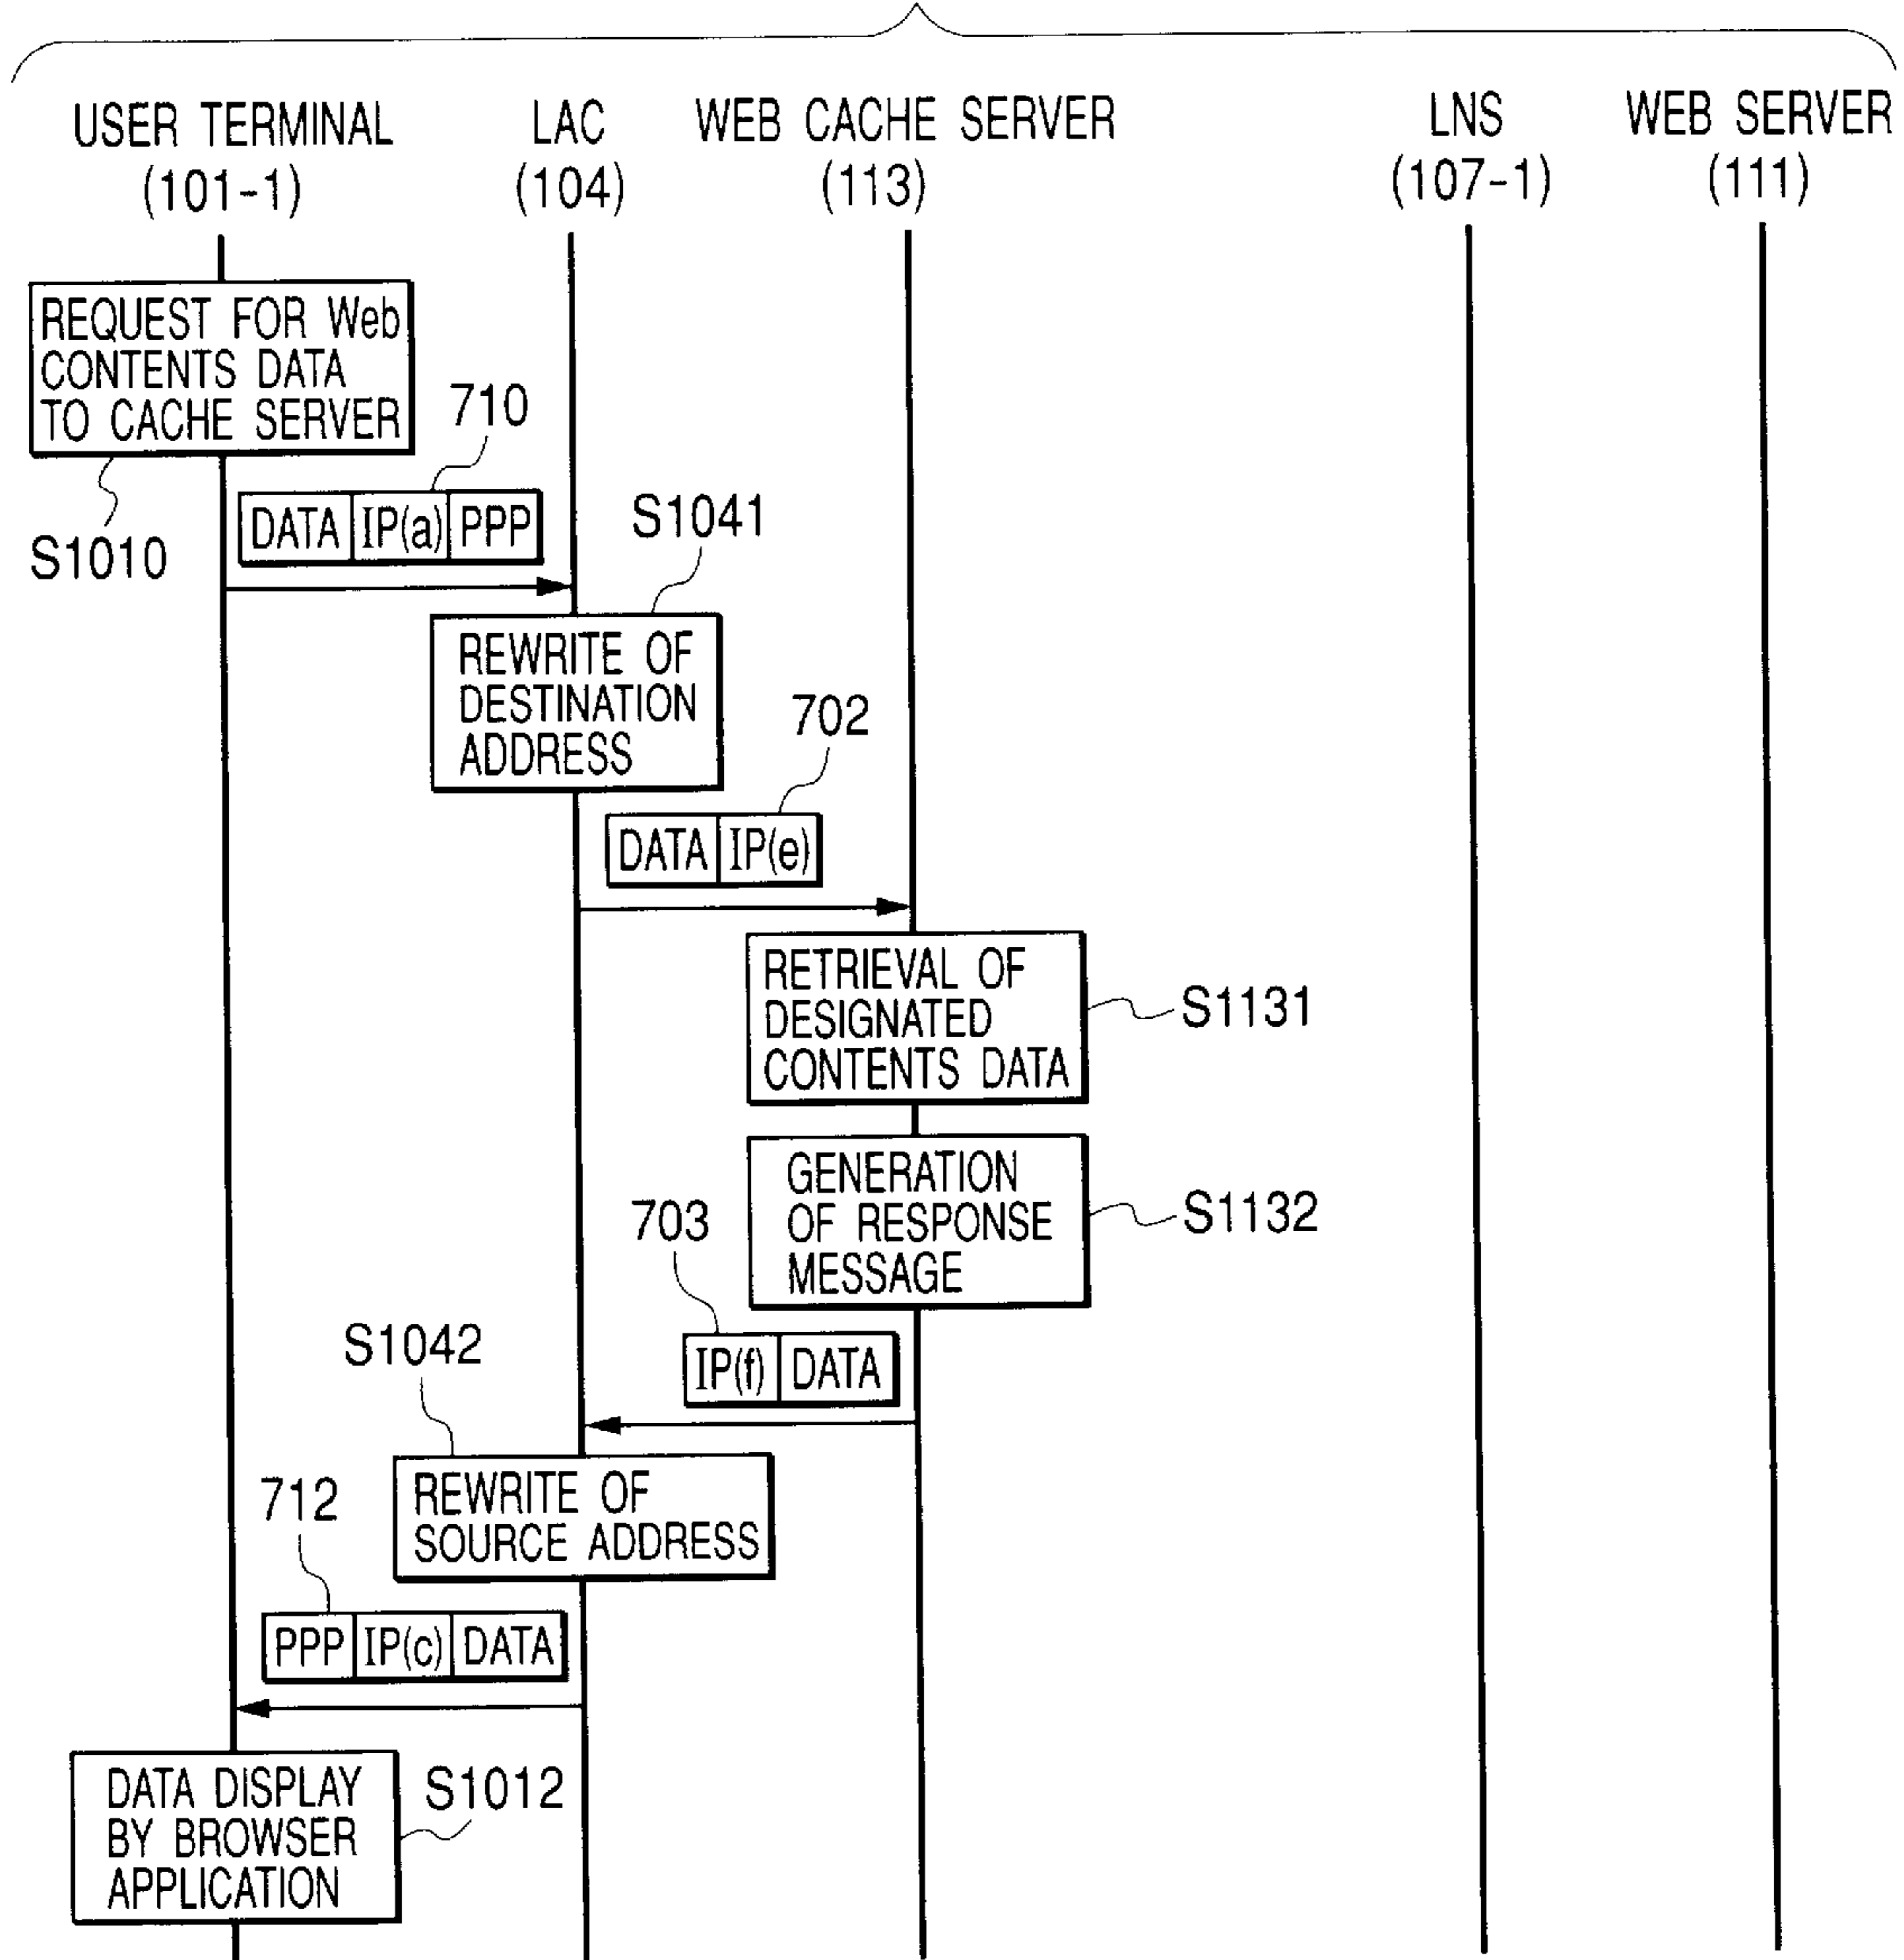 USER TERMINAL
(101-1)
LAC
(104)
WEB CACHE SERVER
(113)
LNS
(107-1)
WEB SERVER
(111)
REQUEST FOR Web
CONTENTS DATA
TO CACHE SERVER
S1010
710
DATA IP(a) PPP
S1041
REWRITE OF
DESTINATION
ADDRESS
702
DATA IP(e)
RETRIEVAL OF
DESIGNATED
CONTENTS DATA
S1131
GENERATION
OF RESPONSE
MESSAGE
S1132
703
IP(f) DATA
S1042
REWRITE OF
SOURCE ADDRESS
712
PPP IP(c) DATA
DATA DISPLAY
BY BROWSER
APPLICATION
S1012